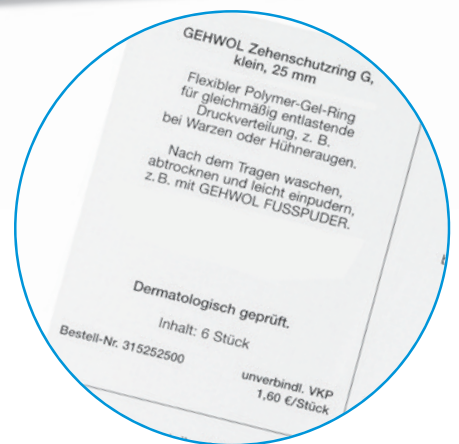 GEHWOL Zehenschutzring G,
klein, 25 mm
Flexibler Polymer-Gel-Ring
für gleichmäßig entlastende
Druckverteilung, z. B.
bei Warzen oder Hühneraugen.
Nach dem Tragen waschen,
abtrocknen und leicht einpudern,
z. B. mit GEHWOL FUSSPUDER.
Dermatologisch geprüft.
Inhalt: 6 Stück
Bestell-Nr. 315252500
unverbindl. VKP
1,60 €/Stück